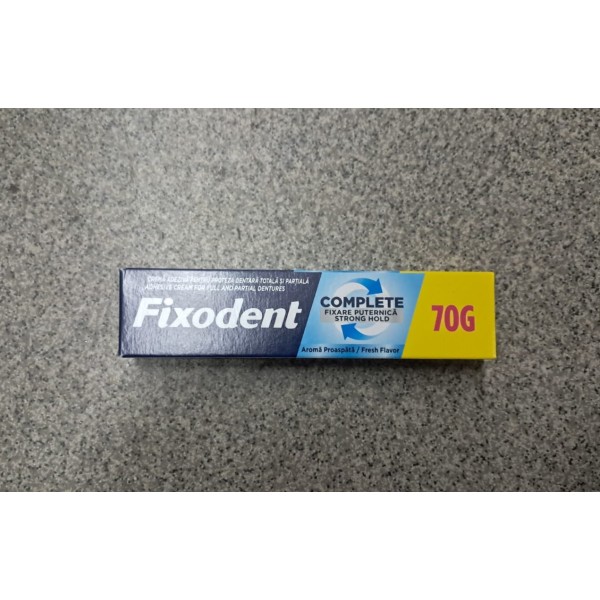 CREMĂ ADEZIVĂ PENTRU PROTEZA DENTARĂ TOTALĂ ȘI PARȚIALĂ
ADHESIVE CREAM FOR FULL AND PARTIAL DENTURES
Fixodent
COMPLETE
FIXARE PUTERNICĂ
STRONG HOLD
Aromă Proaspătă / Fresh Flavor
70G